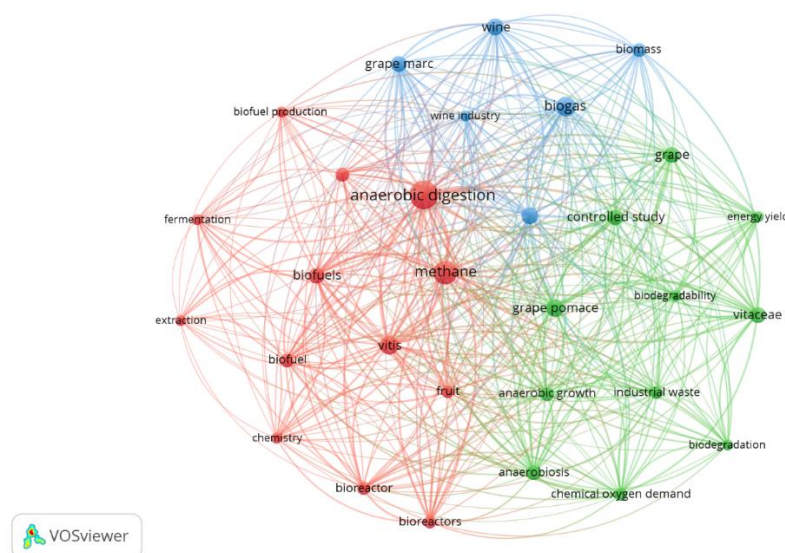 wine
biomass
grape marc
biogas
biofuel production
wine industry
grape
anaerobic digestion
controlled study
energy yield
fermentation
methane
biofuels
biodegradability
grape pomace
vitaceae
extraction
vitis
biofuel
fruit
anaerobic growth
industrial waste
chemistry
biodegradation
anaerobiosis
bioreactor
chemical oxygen demand
bioreactors
VOSviewer